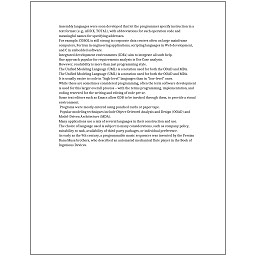 Assembly languages were soon developed that let the programmer specify instruction in a
text format (e.g., ADD X, TOTAL), with abbreviations for each operation code and
meaningful names for specifying addresses.
For example, COBOL is still strong in corporate data centers often on large mainframe
computers, Fortran in engineering applications, scripting languages in Web development,
and C in embedded software.
Integrated development environments (IDEs) aim to integrate all such help.
One approach popular for requirements analysis is Use Case analysis.
However, readability is more than just programming style.
The Unified Modeling Language (UML) is a notation used for both the OOAD and MDA.
The Unified Modeling Language (UML) is a notation used for both the OOAD and MDA.
It is usually easier to code in "high-level" languages than in "low-level" ones.
While these are sometimes considered programming, often the term software development
is used for this larger overall process – with the terms programming, implementation, and
coding reserved for the writing and editing of code per se.
Some text editors such as Emacs allow GDB to be invoked through them, to provide a visual
environment.
Programs were mostly entered using punched cards or paper tape.
Popular modeling techniques include Object-Oriented Analysis and Design (OOAD) and
Model-Driven Architecture (MDA).
Many applications use a mix of several languages in their construction and use.
The choice of language used is subject to many considerations, such as company policy,
suitability to task, availability of third-party packages, or individual preference.
As early as the 9th century, a programmable music sequencer was invented by the Persian
Banu Musa brothers, who described an automated mechanical flute player in the Book of
Ingenious Devices.